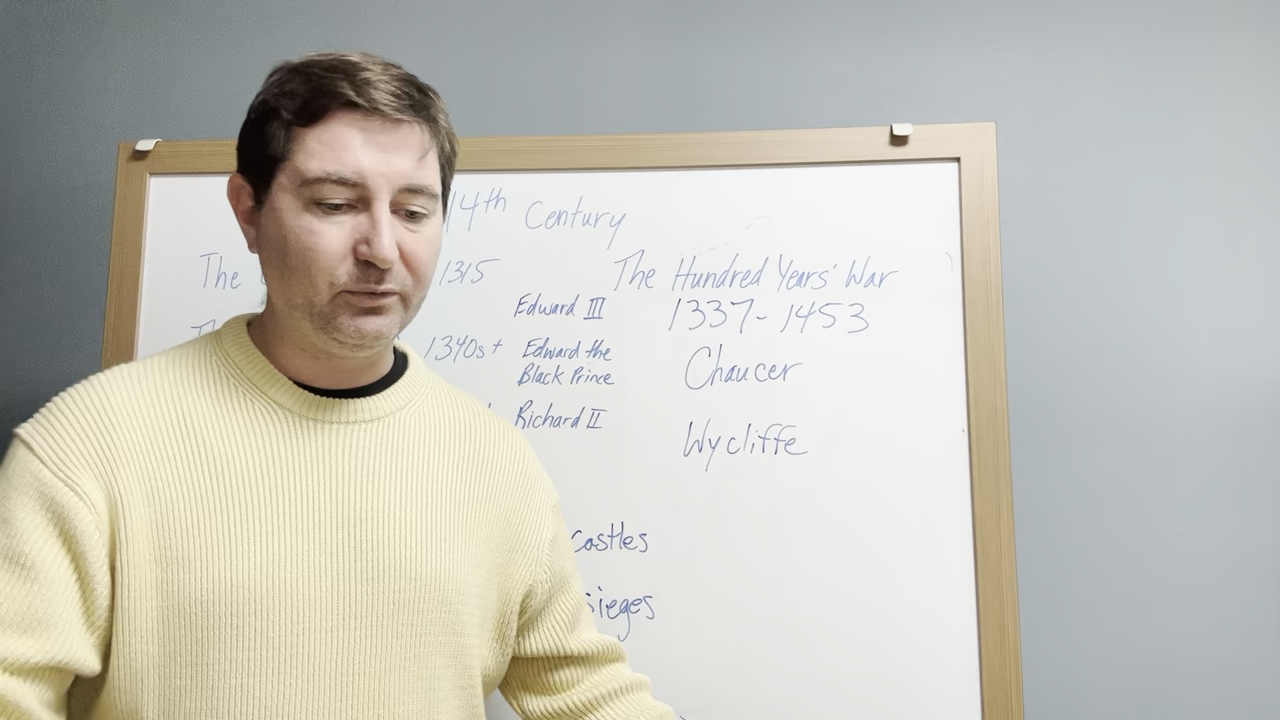 14th Century
The
1315
The Hundred Years' War
Edward III
1337-1453
1340s+
Edward the
Black Prince
Chaucer
Richard II
Wycliffe
Castles
sieges